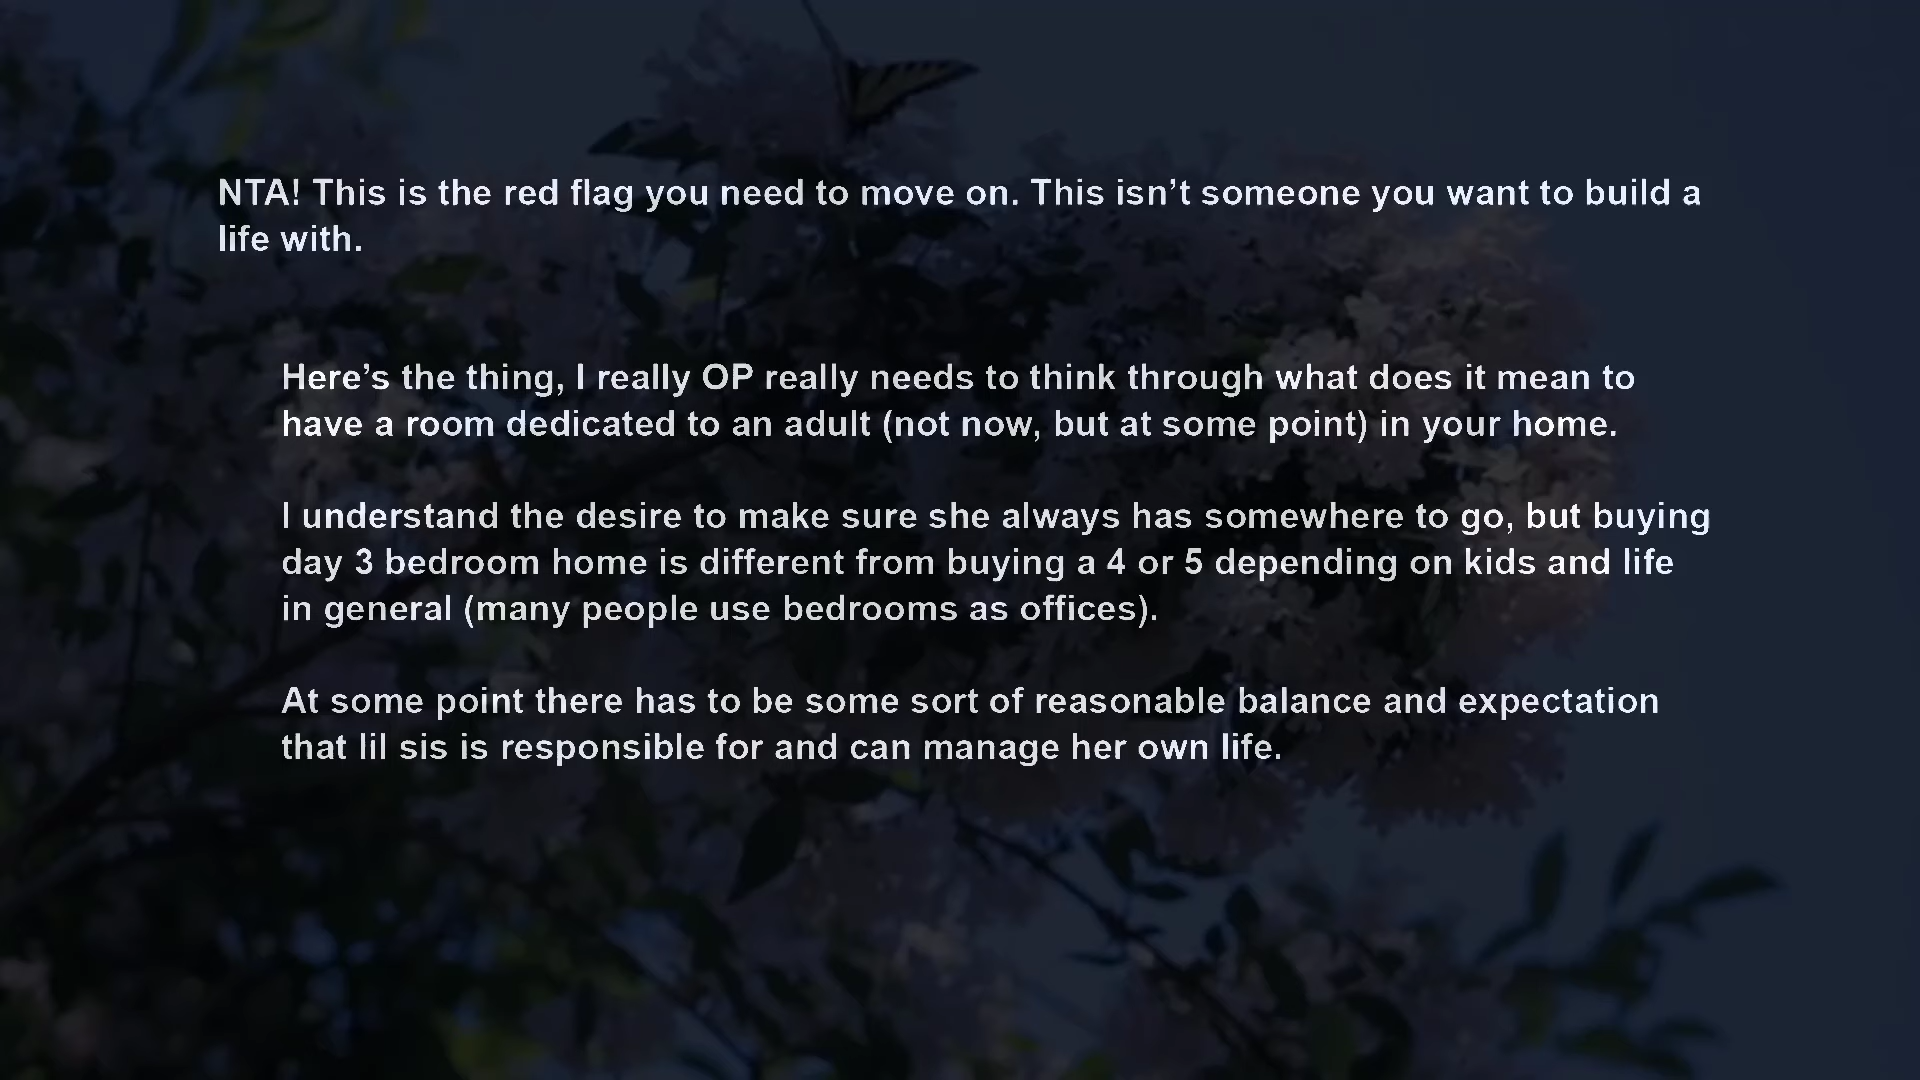 NTA! This is the red flag you need to move on. This isn’t someone you want to build a
life with.
Here’s the thing, I really OP really needs to think through what does it mean to
have a room dedicated to an adult (not now, but at some point) in your home.
I understand the desire to make sure she always has somewhere to go, but buying
day 3 bedroom home is different from buying a 4 or 5 depending on kids and life
in general (many people use bedrooms as offices).
At some point there has to be some sort of reasonable balance and expectation
that lil sis is responsible for and can manage her own life.